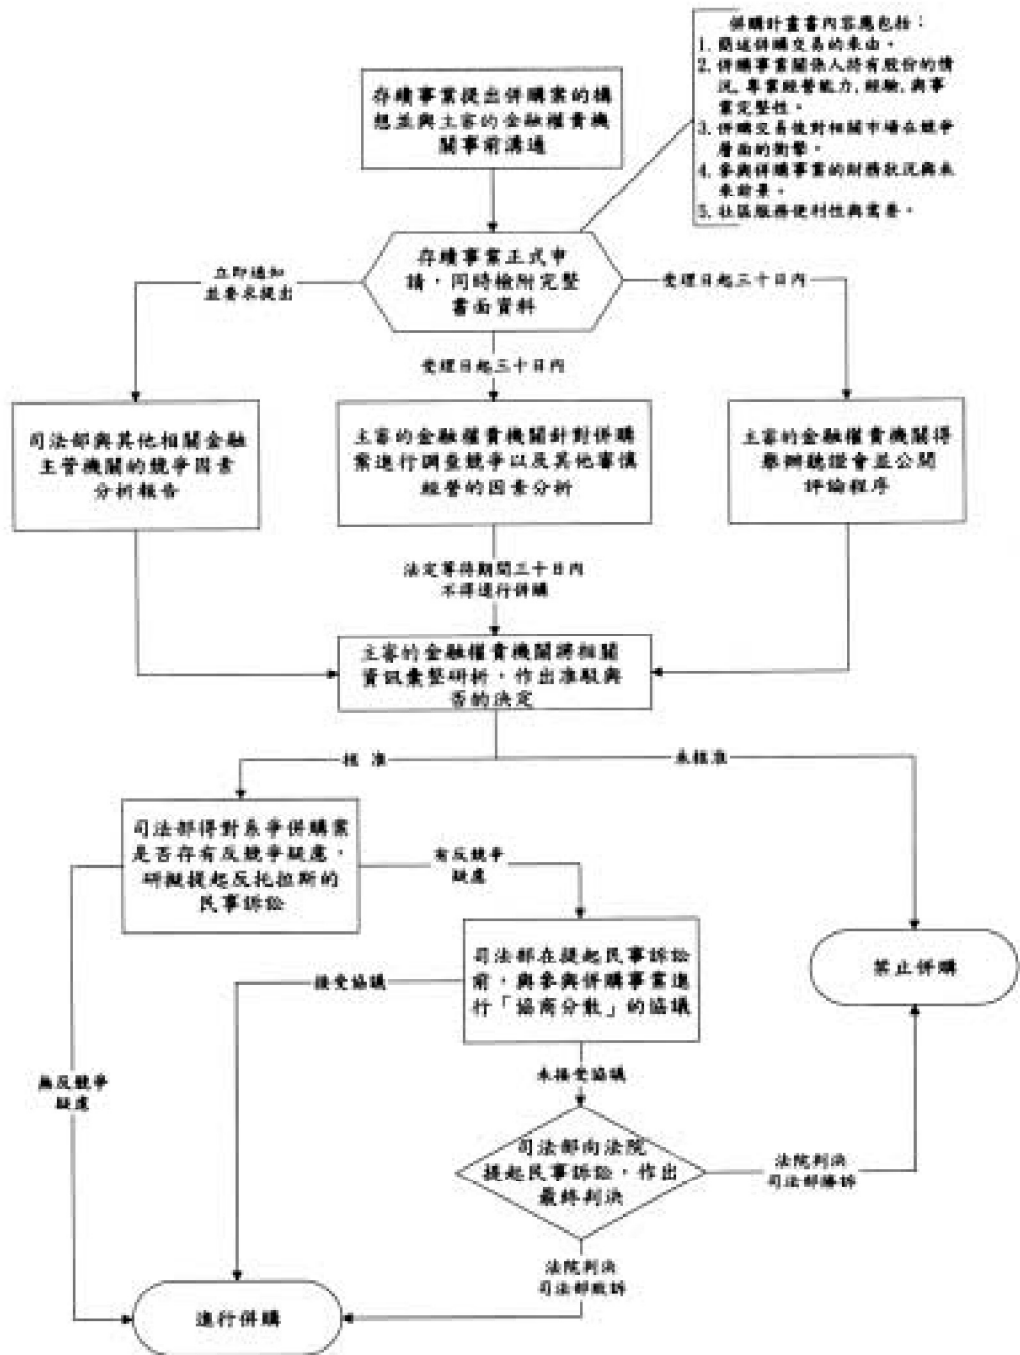 併購計畫書內容應包括：
1. 簡述併購交易的來由。
2. 併購事業關係人持有股份的情
況, 專業經營能力, 經驗, 與事
業完整性。
3. 併購交易後對相關市場在競爭
層面的衝擊。
4. 參與併購事業的財務狀況與未
來前景。
5. 社區服務便利性與需要。
存續事業提出併購案的構
想並與主審的金融權責機
關事前溝通
存續事業正式申
請，同時檢附完整
書面資料
立即通知
並要求提出
受理日起三十日內
受理日起三十日內
司法部與其他相關金融
主管機關的競爭因素
分析報告
主審的金融權責機關針對併購
案進行調查競爭以及其他審慎
經營的因素分析
主審的金融權責機關得
舉辦聽證會並公開
評論程序
法定等待期間三十日內
不得進行併購
主審的金融權責機關將相關
資訊彙整研析，作出准駁與
否的決定
核 准
未核准
司法部得對系爭併購案
是否存有反競爭疑慮，
研擬提起反托拉斯的
民事訴訟
有反競爭
疑慮
司法部在提起民事訴訟
前，與參與併購事業進
行「協商分散」的協議
禁止併購
接受協議
無反競爭
疑慮
未接受協議
司法部向法院
提起民事訴訟，作出
最終判決
法院判決
司法部勝訴
法院判決
司法部敗訴
進行併購